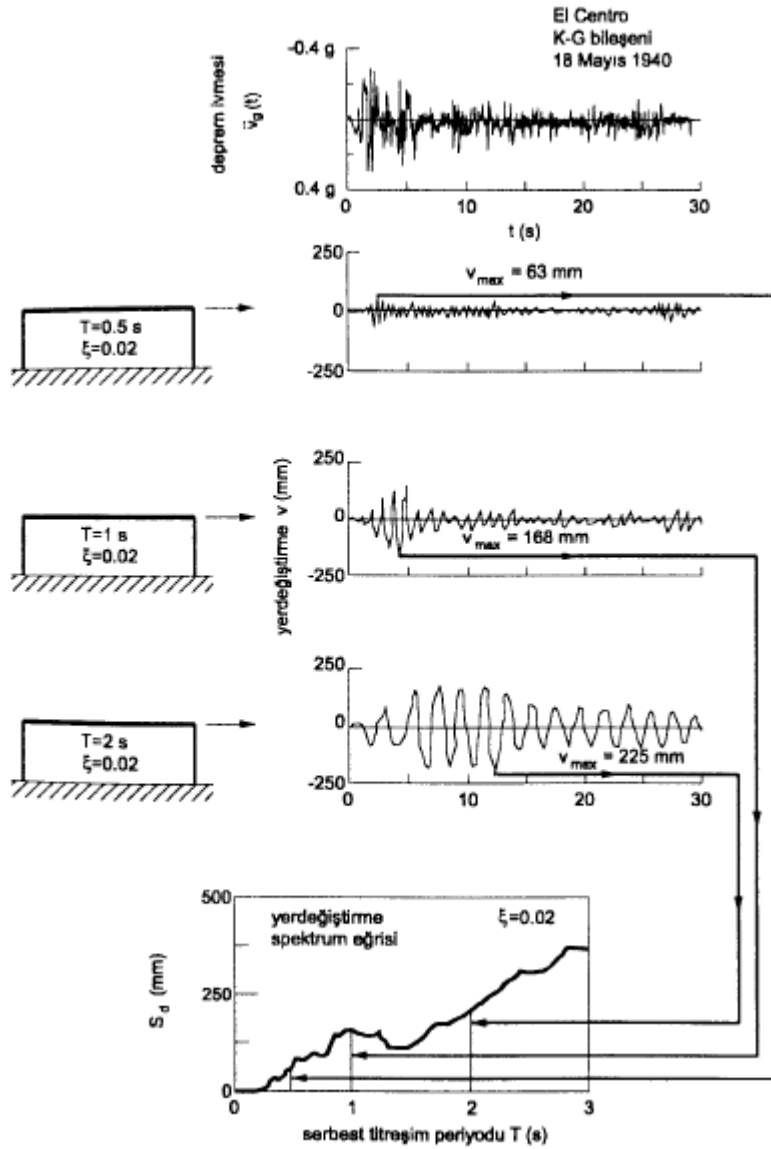 El Centro
K-G bileşeni
18 Mayıs 1940
deprem ivmesi
v̈g(t)
-0.4 g
0.4 g
0 10 20 30
t (s)
T=0.5 s
ξ=0.02
250
0
-250
vmax = 63 mm
yerdeğiştirme v (mm)
T=1 s
ξ=0.02
250
0
-250
vmax = 168 mm
T=2 s
ξ=0.02
250
0
-250
vmax = 225 mm
0 10 20 30
500
250
0
Sd (mm)
yerdeğiştirme
spektrum eğrisi
ξ=0.02
0 1 2 3
serbest titreşim periyodu T (s)